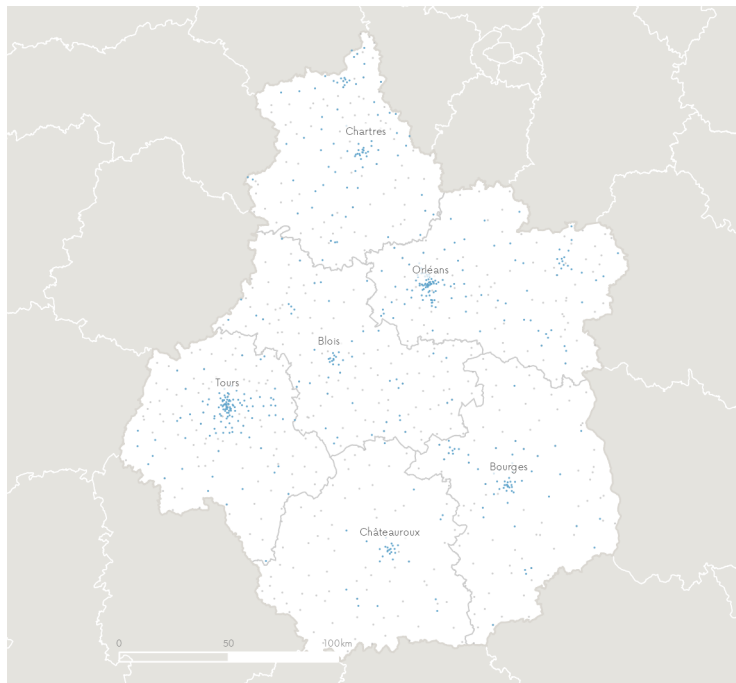 Chartres
Orléans
Blois
Tours
Bourges
Châteauroux
0 50 100km